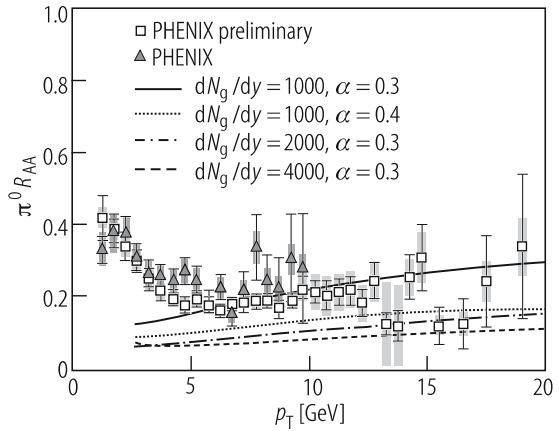 1.0
0.8
0.6
0.4
0.2
0
π⁰ R_AA
PHENIX preliminary
PHENIX
dN_g/dy = 1000, α = 0.3
dN_g/dy = 1000, α = 0.4
dN_g/dy = 2000, α = 0.3
dN_g/dy = 4000, α = 0.3
0 5 10 15 20
p_T [GeV]